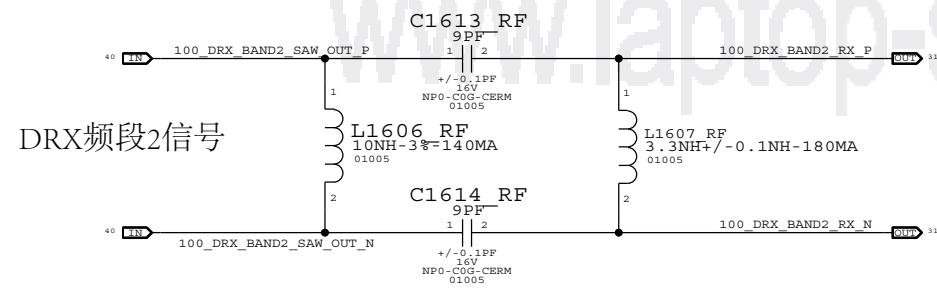 www.laptop-s
C1613_RF
9PF
40 IN 100_DRX_BAND2_SAW_OUT_P 1 2 100_DRX_BAND2_RX_P OUT 31
+/-0.1PF
16V
NP0-C0G-CERM
01005
1 1
DRX频段2信号
L1606_RF
10NH-3%-140MA
01005
L1607_RF
3.3NH+/-0.1NH-180MA
01005
2 2
C1614_RF
9PF
40 IN 100_DRX_BAND2_SAW_OUT_N 1 2 100_DRX_BAND2_RX_N OUT 31
+/-0.1PF
16V
NP0-C0G-CERM
01005